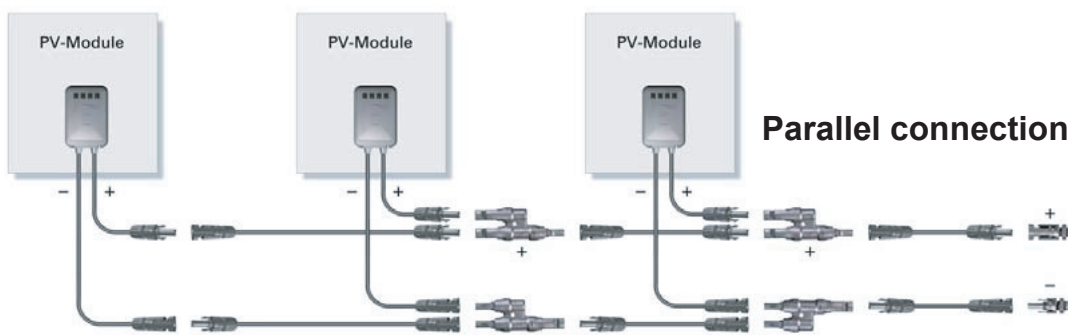 PV-Module
PV-Module
PV-Module
Parallel connection
− +
− +
− +
+
+
+
−